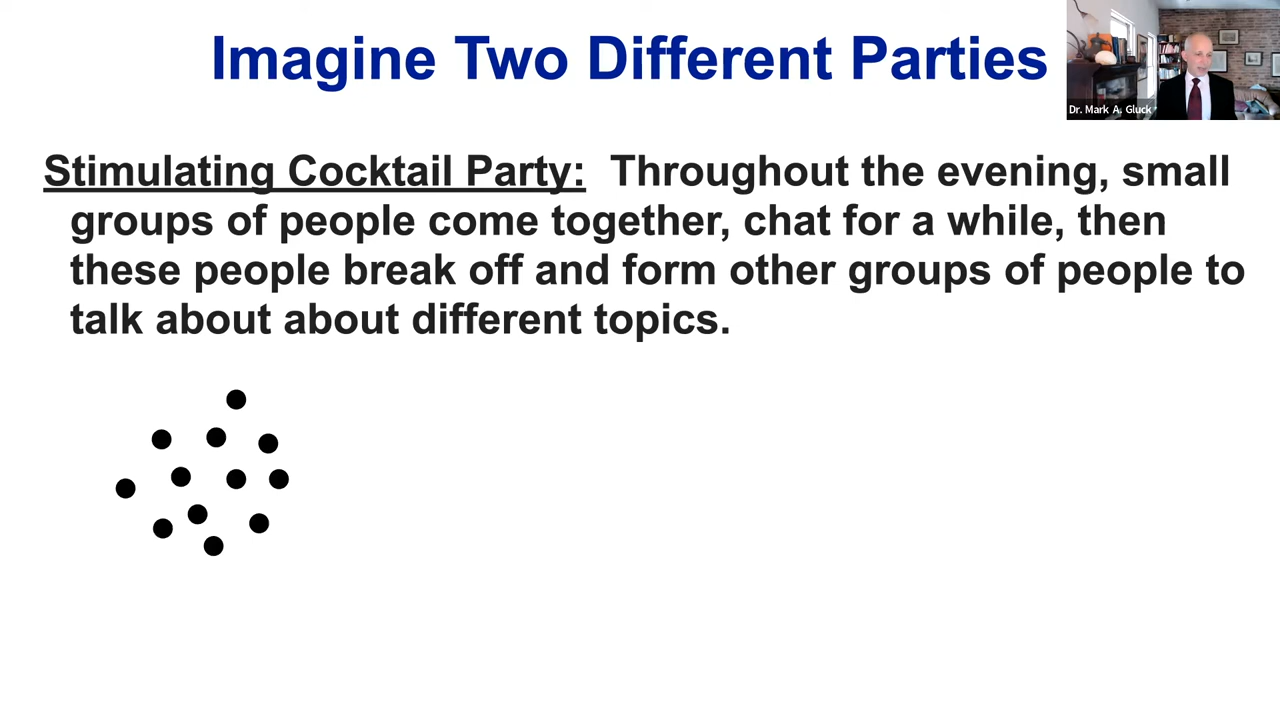 Imagine Two Different Parties
Dr. Mark A. Gluck
Stimulating Cocktail Party: Throughout the evening, small
groups of people come together, chat for a while, then
these people break off and form other groups of people to
talk about about different topics.